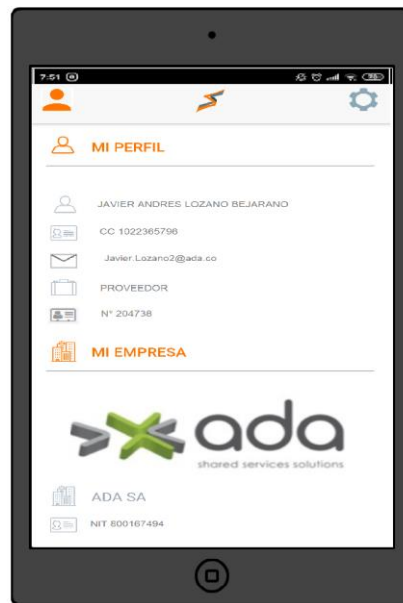 7:51
MI PERFIL
JAVIER ANDRES LOZANO BEJARANO
CC 1022365796
Javier.Lozano2@ada.co
PROVEEDOR
N° 204738
MI EMPRESA
ada
shared services solutions
ADA SA
NIT 800167494